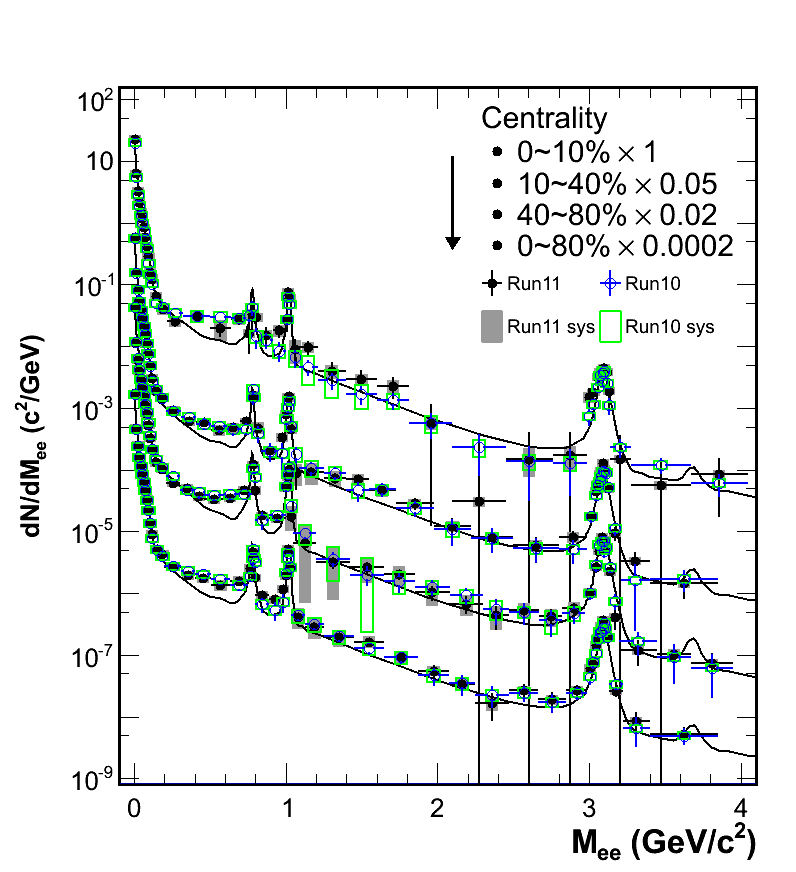 10²
10
10⁻¹
10⁻³
10⁻⁵
10⁻⁷
10⁻⁹
dN/dMₑₑ (c²/GeV)
Centrality
0~10% × 1
10~40% × 0.05
40~80% × 0.02
0~80% × 0.0002
Run11 Run10
Run11 sys Run10 sys
0 1 2 3 4
Mₑₑ (GeV/c²)